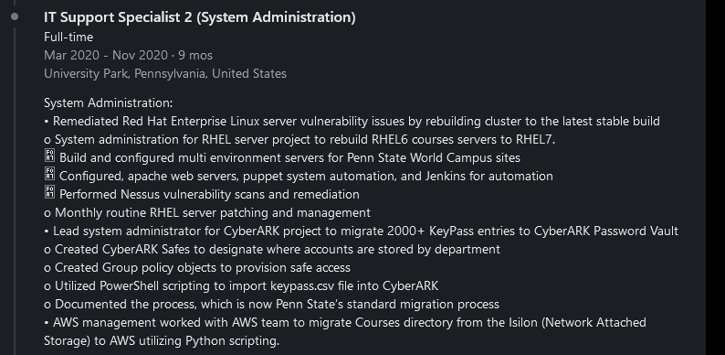 IT Support Specialist 2 (System Administration)
Full-time
Mar 2020 - Nov 2020 · 9 mos
University Park, Pennsylvania, United States
System Administration:
• Remediated Red Hat Enterprise Linux server vulnerability issues by rebuilding cluster to the latest stable build
o System administration for RHEL server project to rebuild RHEL6 courses servers to RHEL7.
 Build and configured multi environment servers for Penn State World Campus sites
 Configured, apache web servers, puppet system automation, and Jenkins for automation
 Performed Nessus vulnerability scans and remediation
o Monthly routine RHEL server patching and management
• Lead system administrator for CyberARK project to migrate 2000+ KeyPass entries to CyberARK Password Vault
o Created CyberARK Safes to designate where accounts are stored by department
o Created Group policy objects to provision safe access
o Utilized PowerShell scripting to import keypass.csv file into CyberARK
o Documented the process, which is now Penn State's standard migration process
• AWS management worked with AWS team to migrate Courses directory from the Isilon (Network Attached
Storage) to AWS utilizing Python scripting.